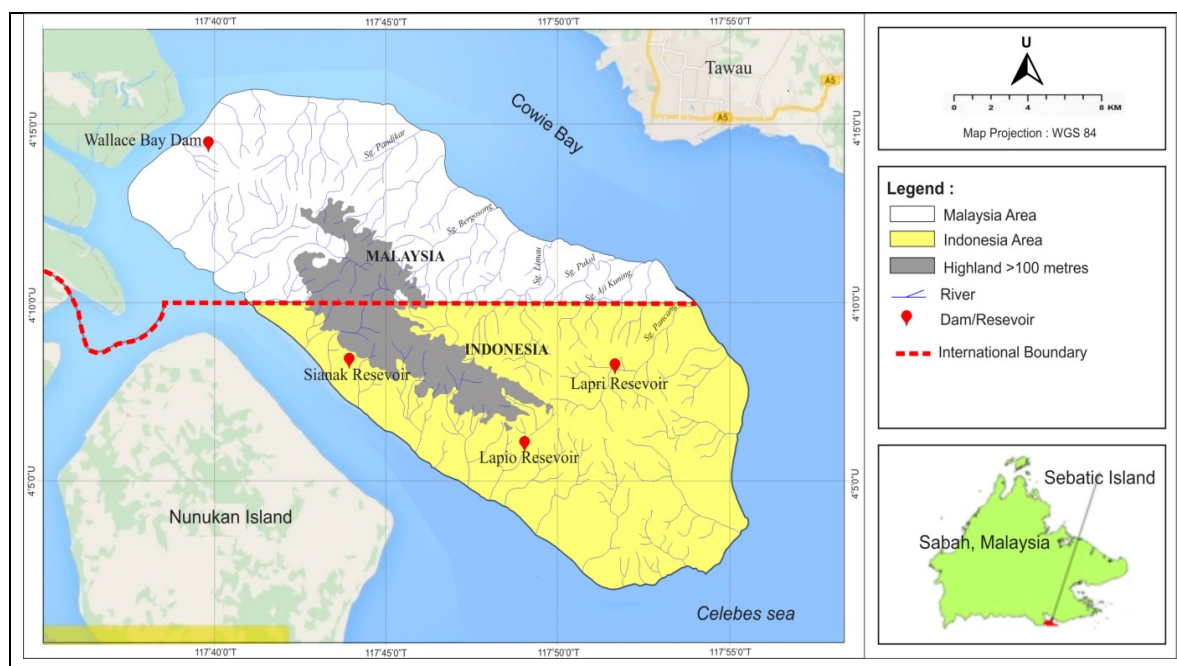 117°40'0"U
117°45'0"U
117°50'0"U
117°55'0"U
4°15'0"U
4°10'0"U
4°5'0"U
Tawau
A5
A5
Cowie Bay
Wallace Bay Dam
Sg. Pandikar
Sg. Bergosong
MALAYSIA
Sg. Limau
Sg. Pukol
Sg. Aji Kuning
Sg. Pancang
INDONESIA
Sianak Resevoir
Lapri Resevoir
Lapio Resevoir
Nunukan Island
Celebes sea
4°15'0"U
4°10'0"U
4°5'0"U
117°40'0"U
117°45'0"U
117°50'0"U
117°55'0"U
U
0 2 4 8 KM
Map Projection : WGS 84
Legend :
Malaysia Area
Indonesia Area
Highland >100 metres
River
Dam/Resevoir
International Boundary
Sebatic Island
Sabah, Malaysia